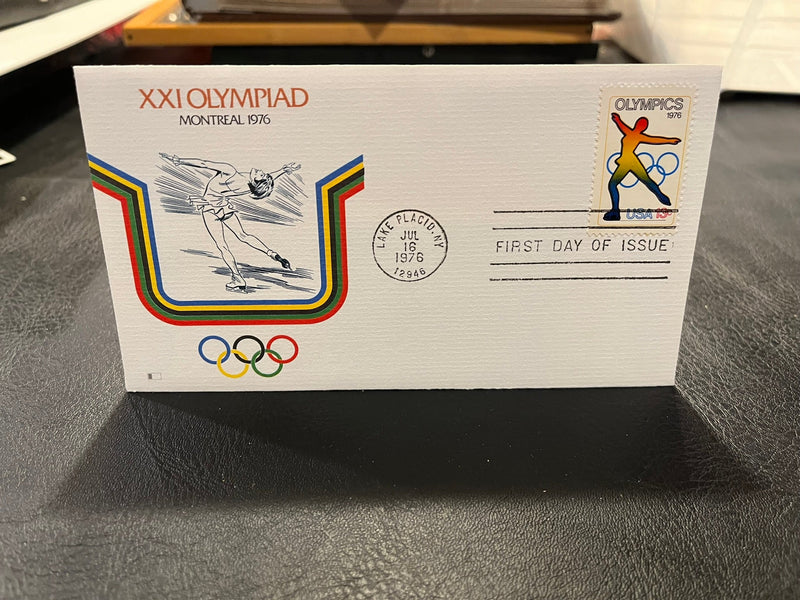 XXI OLYMPIAD
MONTREAL 1976
OLYMPICS
1976
USA 13c
LAKE PLACID, NY
JUL
16
1976
12946
FIRST DAY OF ISSUE